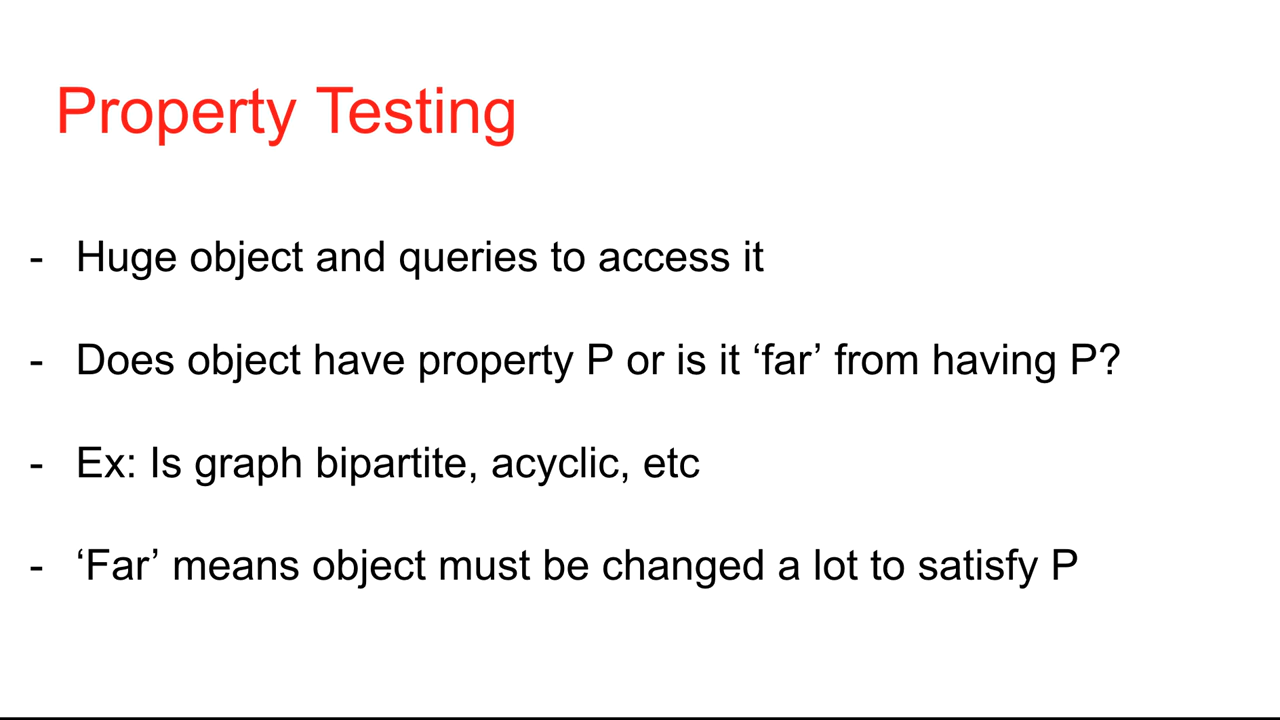 Property Testing
- Huge object and queries to access it
- Does object have property P or is it ‘far’ from having P?
- Ex: Is graph bipartite, acyclic, etc
- ‘Far’ means object must be changed a lot to satisfy P